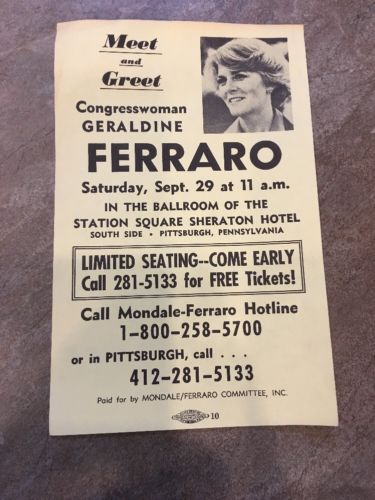 Meet
and
Greet
Congresswoman
GERALDINE
FERRARO
Saturday, Sept. 29 at 11 a.m.
IN THE BALLROOM OF THE
STATION SQUARE SHERATON HOTEL
SOUTH SIDE • PITTSBURGH, PENNSYLVANIA
LIMITED SEATING--COME EARLY
Call 281-5133 for FREE Tickets!
Call Mondale-Ferraro Hotline
1-800-258-5700
or in PITTSBURGH, call . . .
412-281-5133
Paid for by MONDALE/FERRARO COMMITTEE, INC.
10